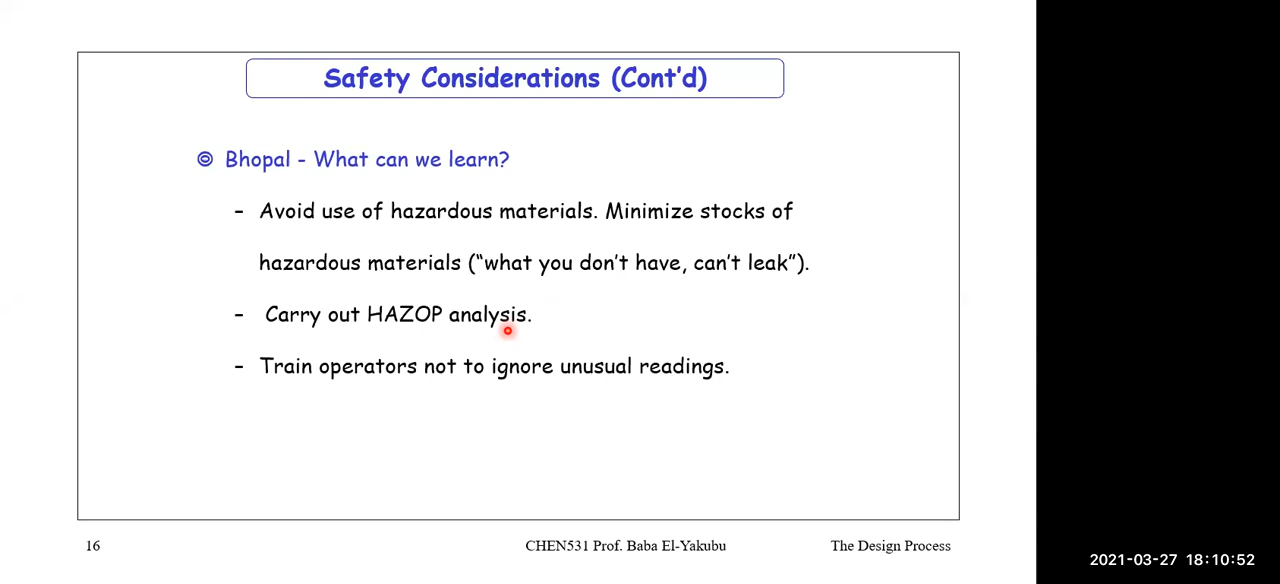 Safety Considerations (Cont'd)
Bhopal - What can we learn?
– Avoid use of hazardous materials. Minimize stocks of
hazardous materials (“what you don't have, can't leak”).
– Carry out HAZOP analysis.
– Train operators not to ignore unusual readings.
16
CHEN531 Prof. Baba El-Yakubu
The Design Process
2021-03-27 18:10:52